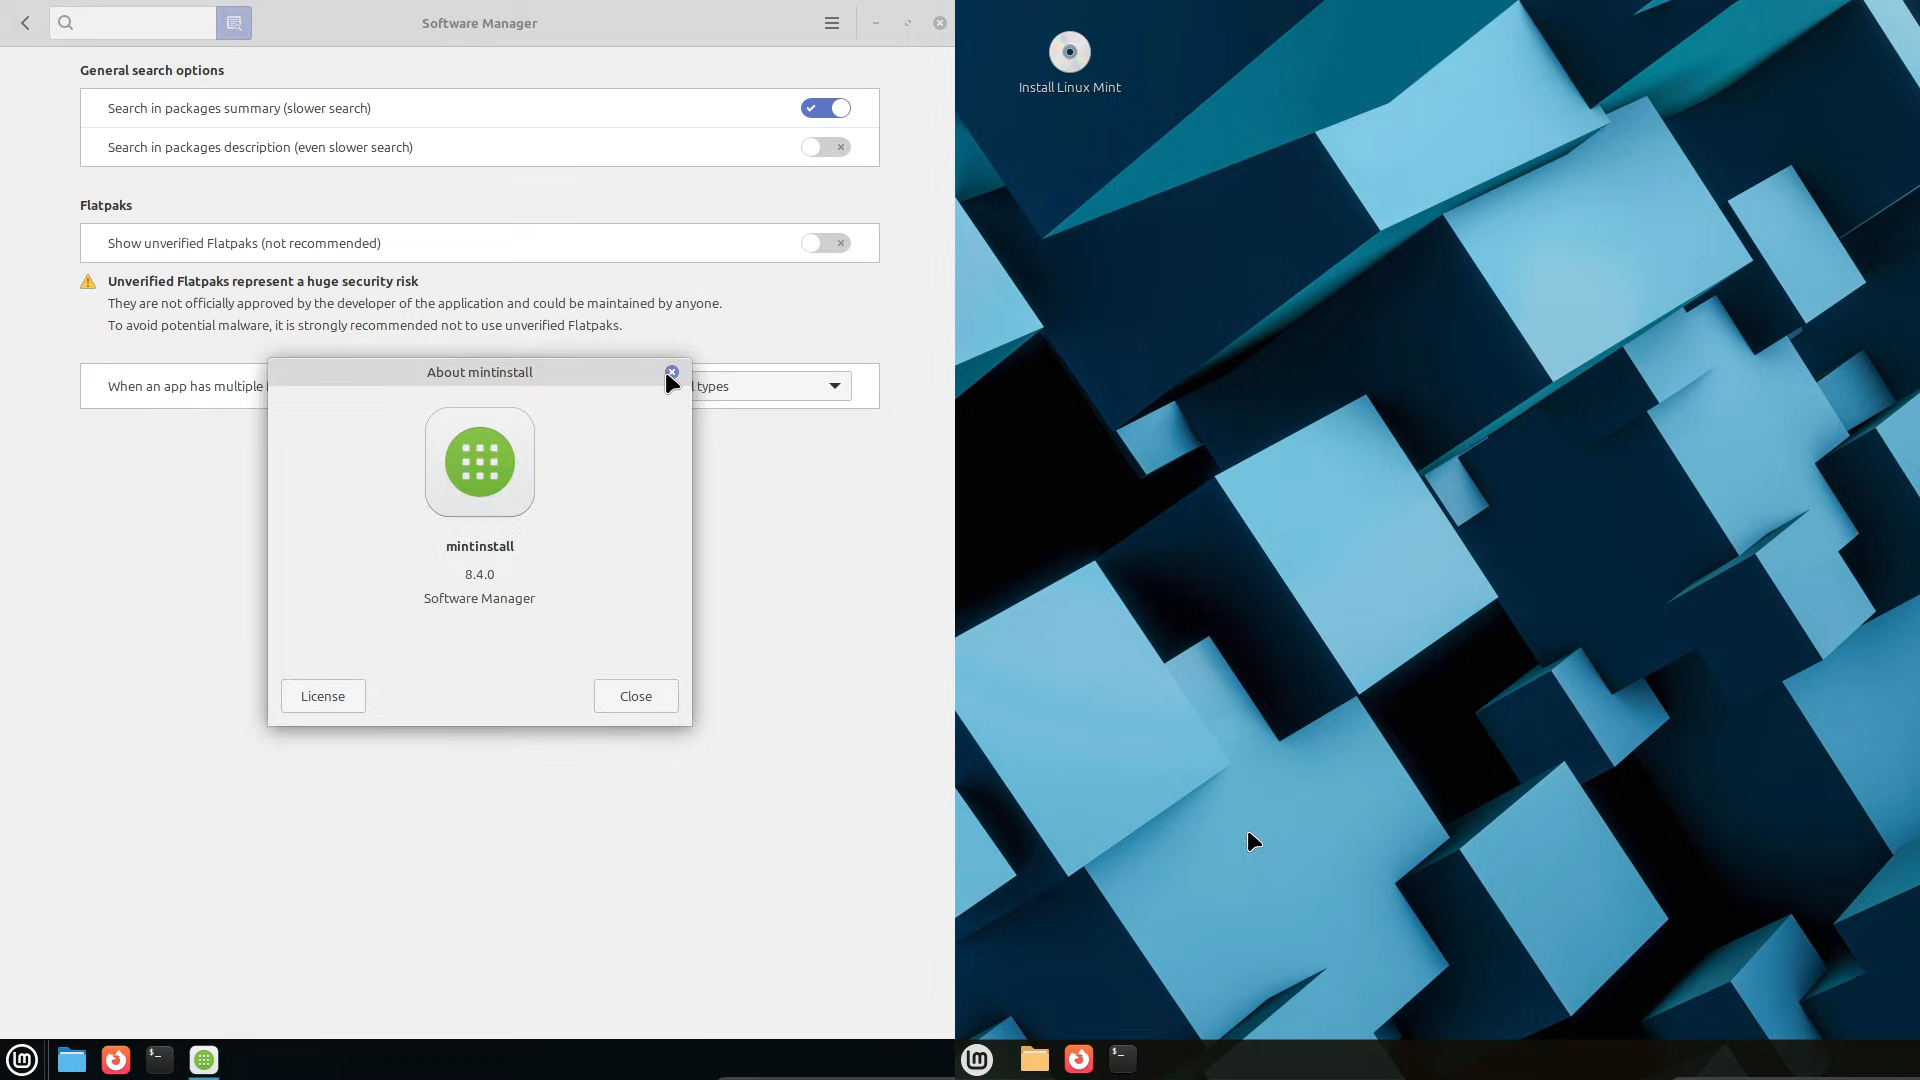 Software Manager
General search options
Search in packages summary (slower search)
Search in packages description (even slower search)
Flatpaks
Show unverified Flatpaks (not recommended)
Unverified Flatpaks represent a huge security risk
They are not officially approved by the developer of the application and could be maintained by anyone.
To avoid potential malware, it is strongly recommended not to use unverified Flatpaks.
When an app has multiple
types
About mintinstall
mintinstall
8.4.0
Software Manager
License
Close
Install Linux Mint